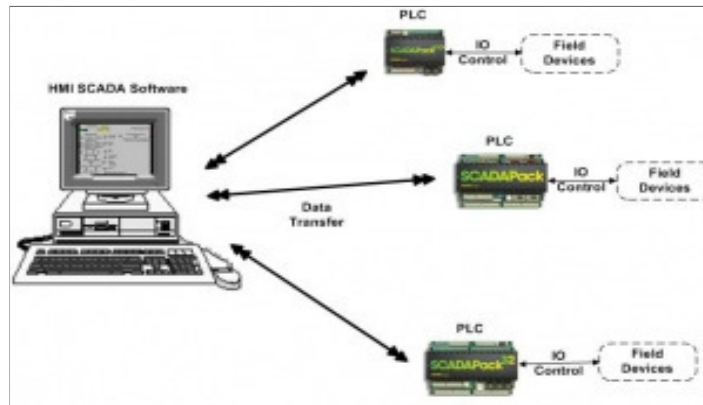 PLC
IO
Control
Field
Devices
HMI SCADA Software
PLC
SCADAPack
IO
Control
Field
Devices
Data
Transfer
PLC
SCADAPack32
IO
Control
Field
Devices